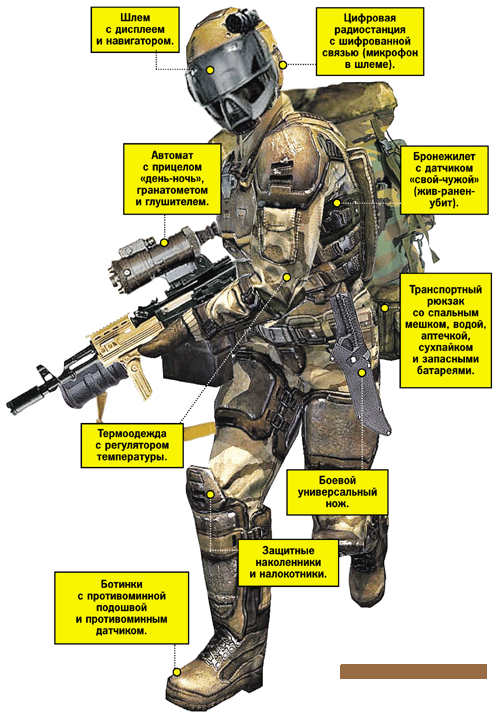 Шлем
с дисплеем
и навигатором.
Цифровая
радиостанция
с шифрованной
связью (микрофон
в шлеме).
Автомат
с прицелом
«день-ночь»,
гранатометом
и глушителем.
Бронежилет
с датчиком
«свой-чужой»
(жив-ранен-
убит).
Транспортный
рюкзак
со спальным
мешком, водой,
аптечкой,
сухпайком
и запасными
батареями.
Термоодежда
с регулятором
температуры.
Боевой
универсальный
нож.
Защитные
наколенники
и налокотники.
Ботинки
с противоминной
подошвой
и противоминным
датчиком.